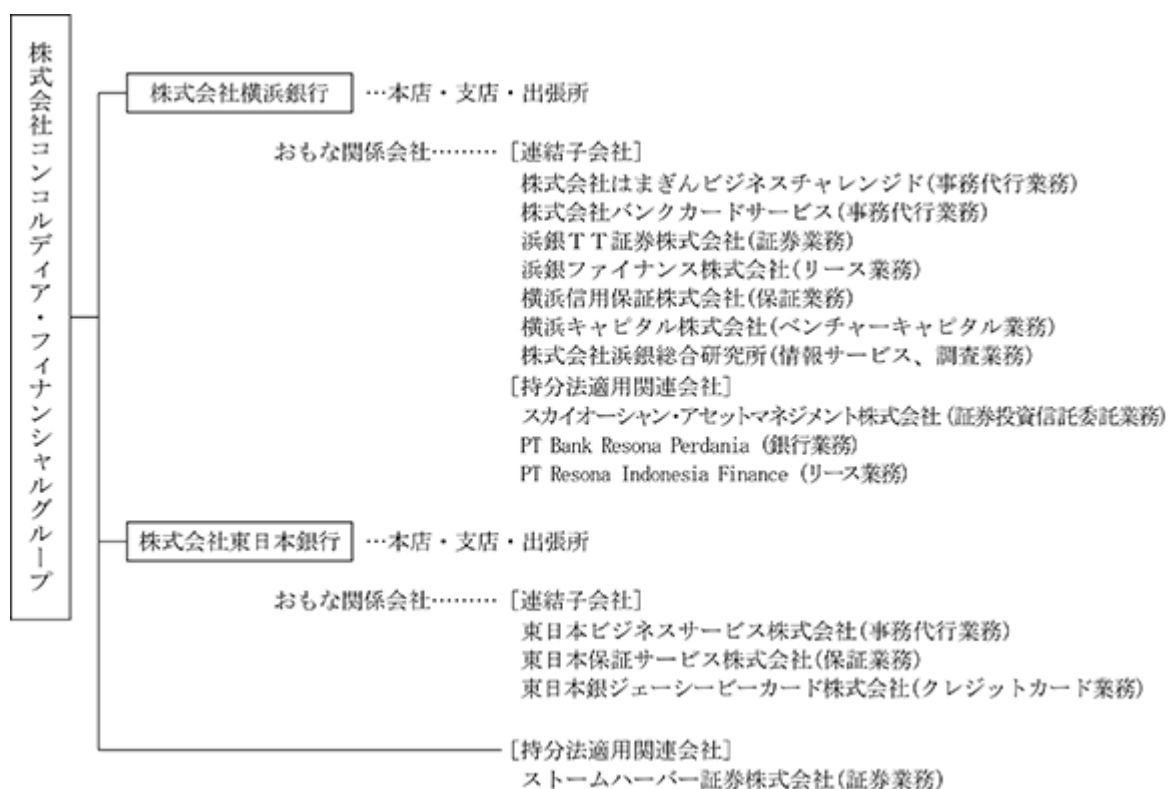 株式会社コンコルディア・フィナンシャルグループ
株式会社横浜銀行 …本店・支店・出張所
おもな関係会社……… [連結子会社]
株式会社はまぎんビジネスチャレンジド(事務代行業務)
株式会社バンクカードサービス(事務代行業務)
浜銀TT証券株式会社(証券業務)
浜銀ファイナンス株式会社(リース業務)
横浜信用保証株式会社(保証業務)
横浜キャピタル株式会社(ベンチャーキャピタル業務)
株式会社浜銀総合研究所(情報サービス、調査業務)
[持分法適用関連会社]
スカイオーシャン・アセットマネジメント株式会社(証券投資信託委託業務)
PT Bank Resona Perdania (銀行業務)
PT Resona Indonesia Finance (リース業務)
株式会社東日本銀行 …本店・支店・出張所
おもな関係会社……… [連結子会社]
東日本ビジネスサービス株式会社(事務代行業務)
東日本保証サービス株式会社(保証業務)
東日本銀ジェーシービーカード株式会社(クレジットカード業務)
[持分法適用関連会社]
ストームハーバー証券株式会社(証券業務)